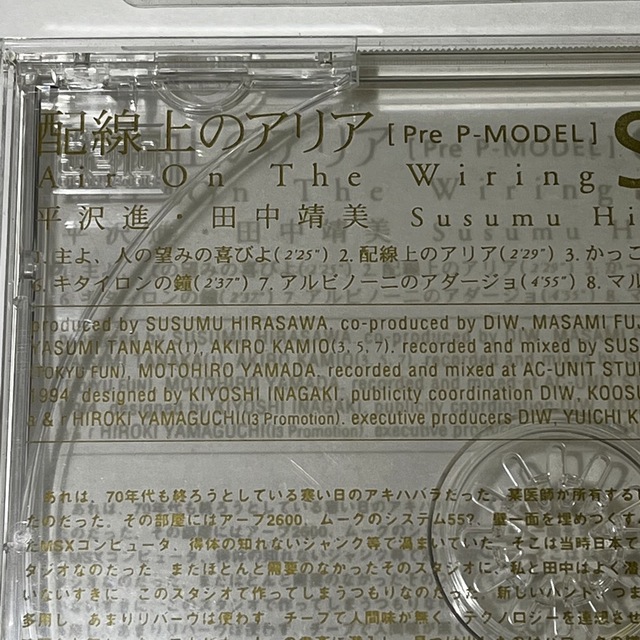 配線上のアリア [Pre P-MODEL] S
Air On The Wiring
平沢進・田中靖美 Susumu Hi
1. 主よ、人の望みの喜びよ(2'25") 2. 配線上のアリア(2'29") 3. かっこ
6. キタイロンの鐘(2'37") 7. アルビノーニのアダージョ(4'55") 8. マル
produced by SUSUMU HIRASAWA, co-produced by DIW, MASAMI FUJ
YASUMI TANAKA(1), AKIRO KAMIO(3, 5, 7). recorded and mixed by SUS
(TOKYU FUN), MOTOHIRO YAMADA, recorded and mixed at AC-UNIT STU
1994, designed by KIYOSHI INAGAKI, publicity coordination DIW, KOOS
a & r HIROKI YAMAGUCHI(I3 Promotion). executive producers DIW, YUICHI K
あれは、70年代も終ろうとしている寒い日のアキハバラだった。某医師が所有する
たのだった。その部屋にはアープ2600、ムーグのシステム55?、壁一面を埋めつくす
たMSXコンピュータ、得体の知れないジャンク等で
いた。そこは当時日本で
タジオなのだった。またほとんど需要のなかったそのスタジオに、私と田中はよく
ないすきに、このスタジオで作ってしまうつもりなのだった。新しいバンド、つま
多用し、あまりリバーヴは使わず、チープで人間味が無く、テクノロジーを連想させ